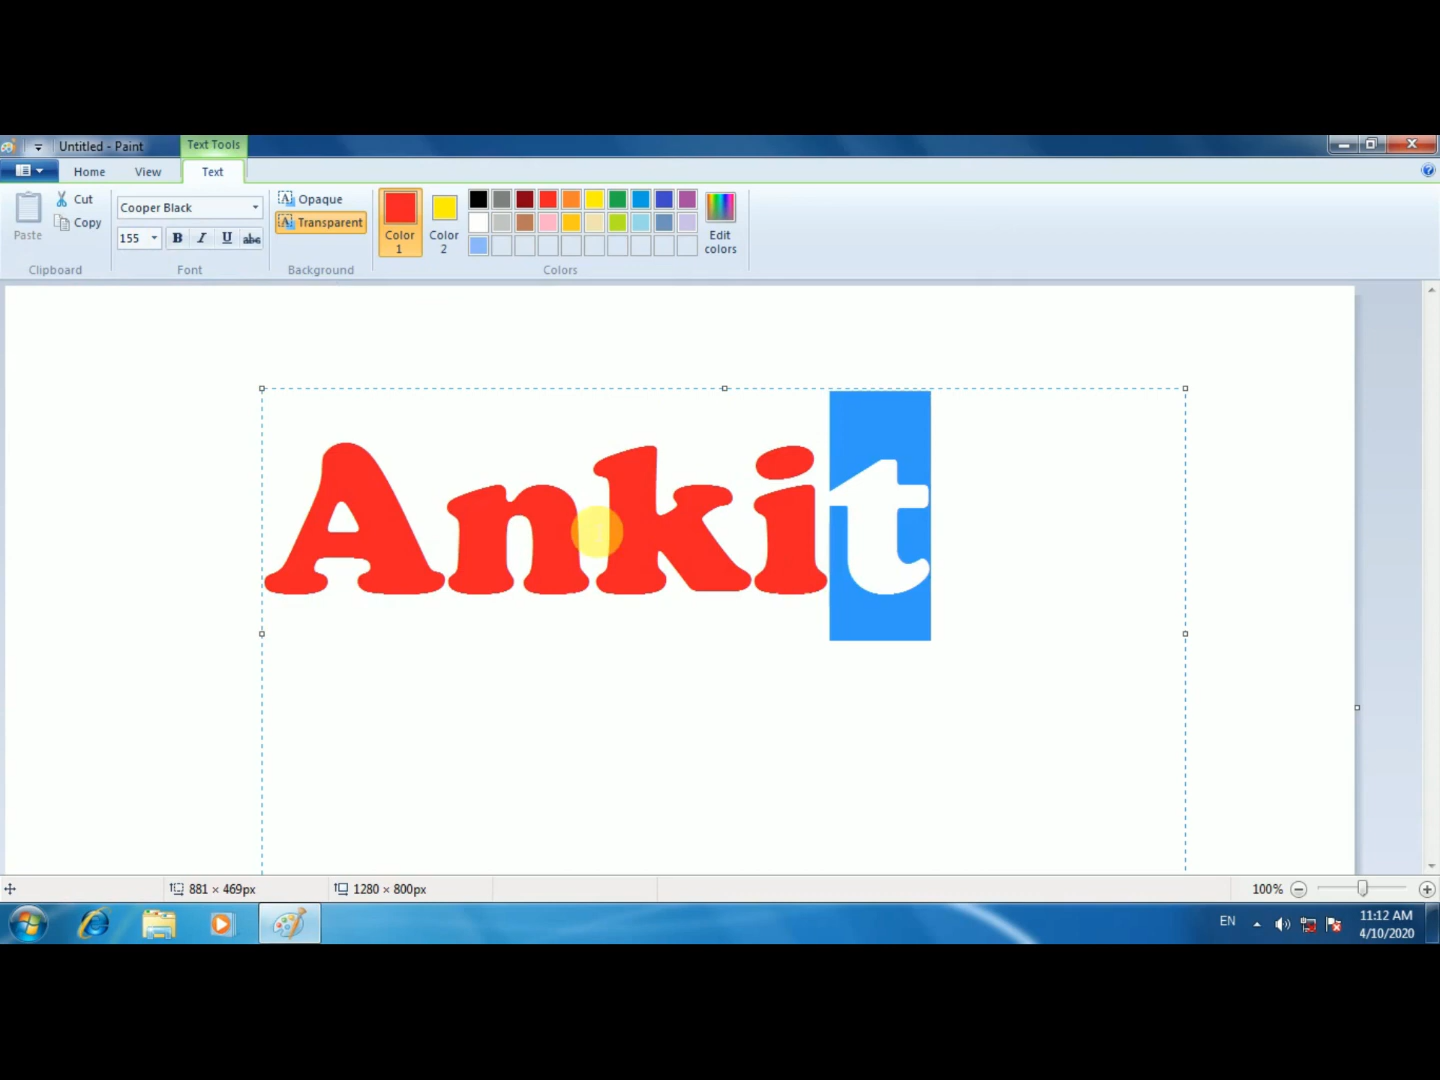 Untitled - Paint
Text Tools
Home
View
Text
Paste
Cut
Copy
Clipboard
Cooper Black
155
B I U abc
Font
Opaque
Transparent
Background
Color 1
Color 2
Edit colors
Colors
Ankit
881 × 469px
1280 × 800px
100%
EN
11:12 AM
4/10/2020